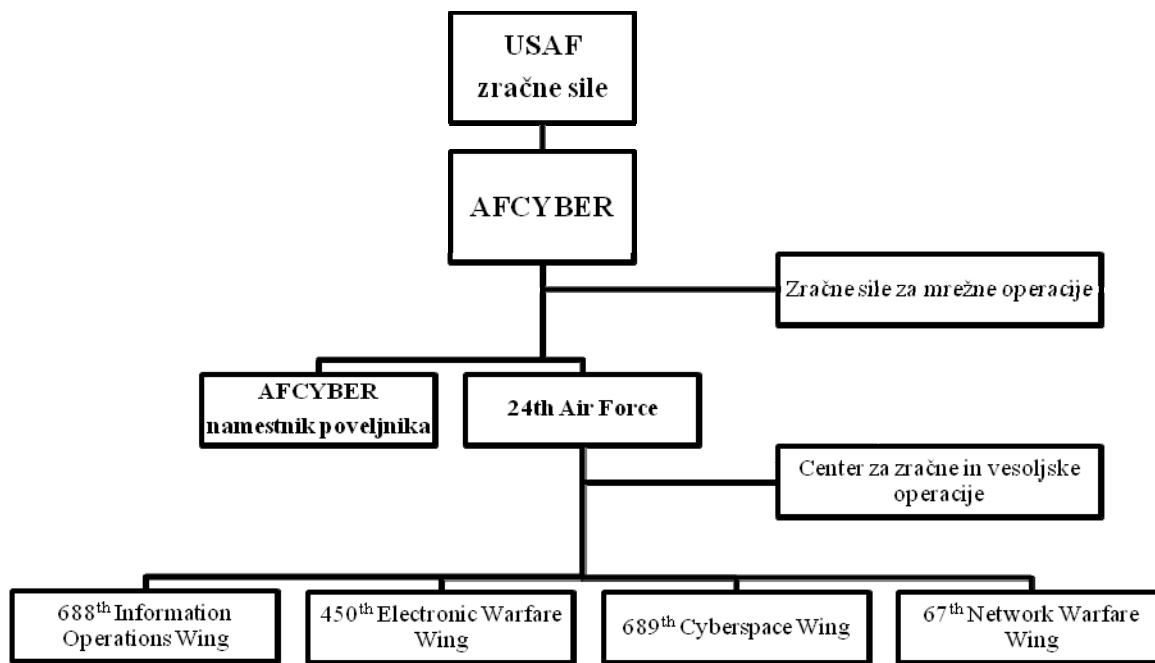 USAF
zračne sile
AFCYBER
Zračne sile za mrežne operacije
AFCYBER
namestnik poveljnika
24th Air Force
Center za zračne in vesoljske
operacije
688th Information
Operations Wing
450th Electronic Warfare
Wing
689th Cyberspace Wing
67th Network Warfare
Wing